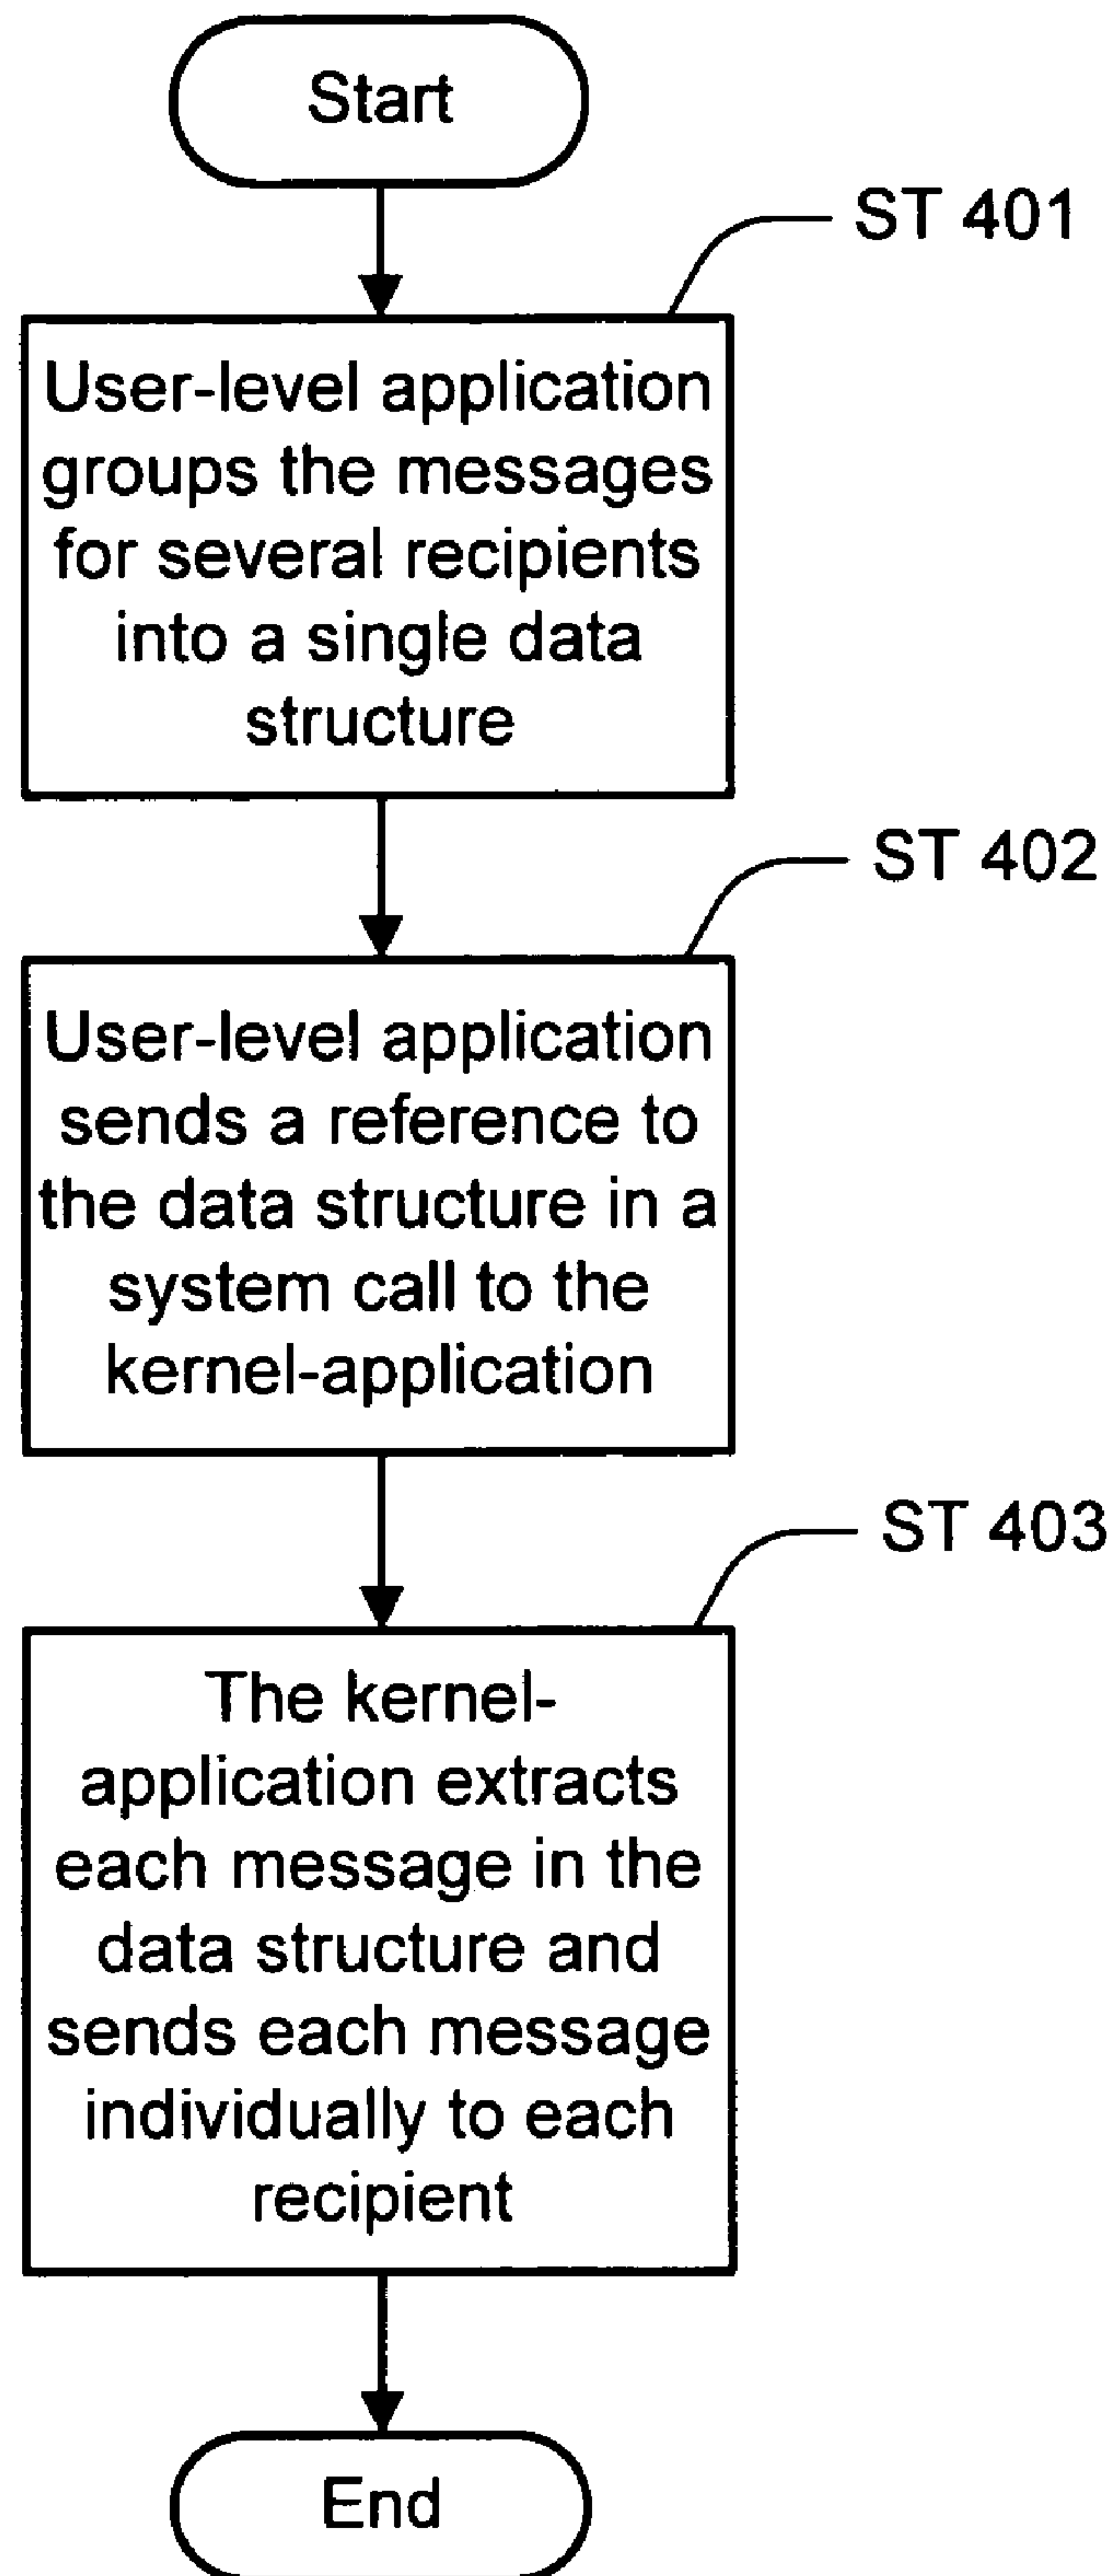 Start
ST 401
User-level application
groups the messages
for several recipients
into a single data
structure
ST 402
User-level application
sends a reference to
the data structure in a
system call to the
kernel-application
ST 403
The kernel-
application extracts
each message in the
data structure and
sends each message
individually to each
recipient
End